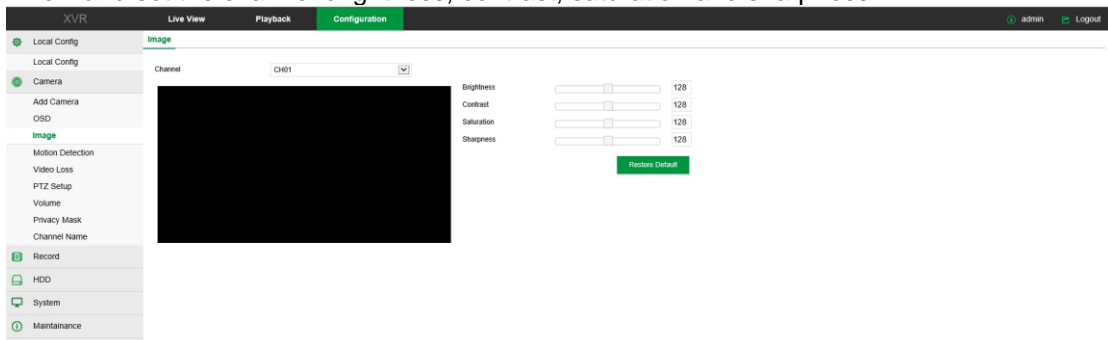 XVR Live View Playback Configuration admin Logout
Local Config
Image
Local Config
Channel CH01
Camera
Brightness 128
Add Camera
Contrast 128
OSD
Saturation 128
Image
Sharpness 128
Motion Detection
Video Loss
Restore Default
PTZ Setup
Volume
Privacy Mask
Channel Name
Record
HDD
System
Maintainance